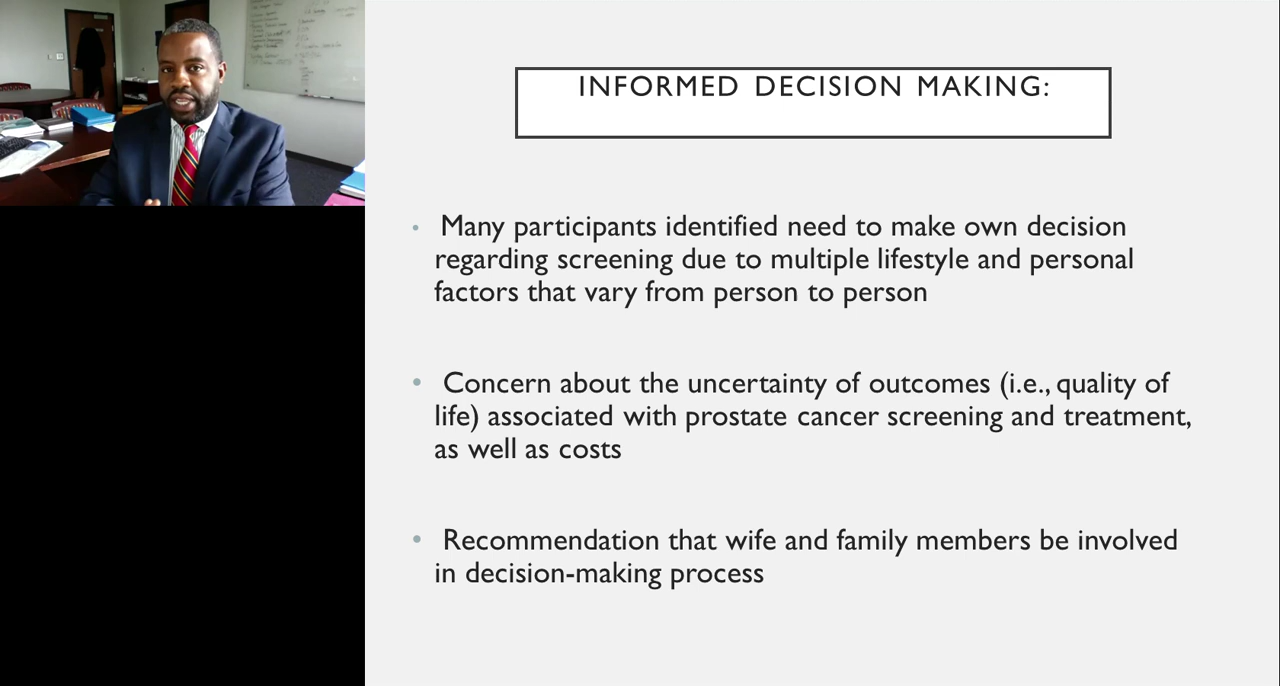 INFORMED DECISION MAKING:
• Many participants identified need to make own decision
regarding screening due to multiple lifestyle and personal
factors that vary from person to person
• Concern about the uncertainty of outcomes (i.e., quality of
life) associated with prostate cancer screening and treatment,
as well as costs
• Recommendation that wife and family members be involved
in decision-making process